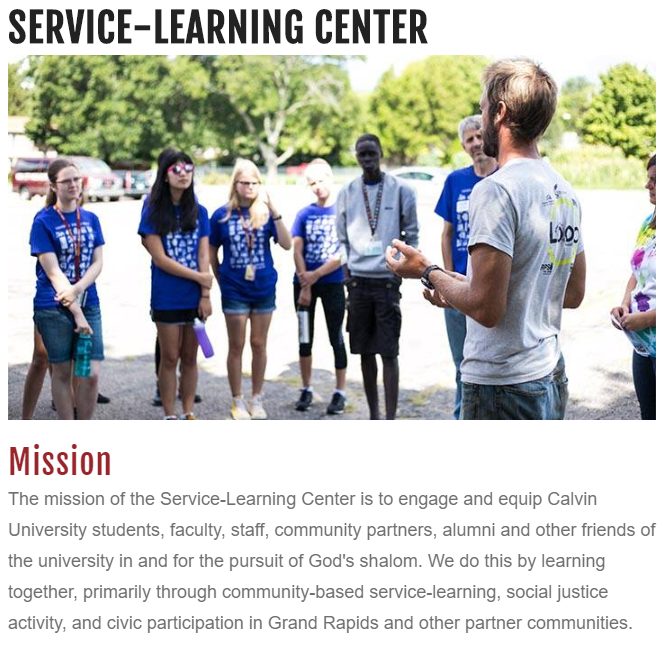 SERVICE-LEARNING CENTER
Mission
The mission of the Service-Learning Center is to engage and equip Calvin
University students, faculty, staff, community partners, alumni and other friends of
the university in and for the pursuit of God's shalom. We do this by learning
together, primarily through community-based service-learning, social justice
activity, and civic participation in Grand Rapids and other partner communities.